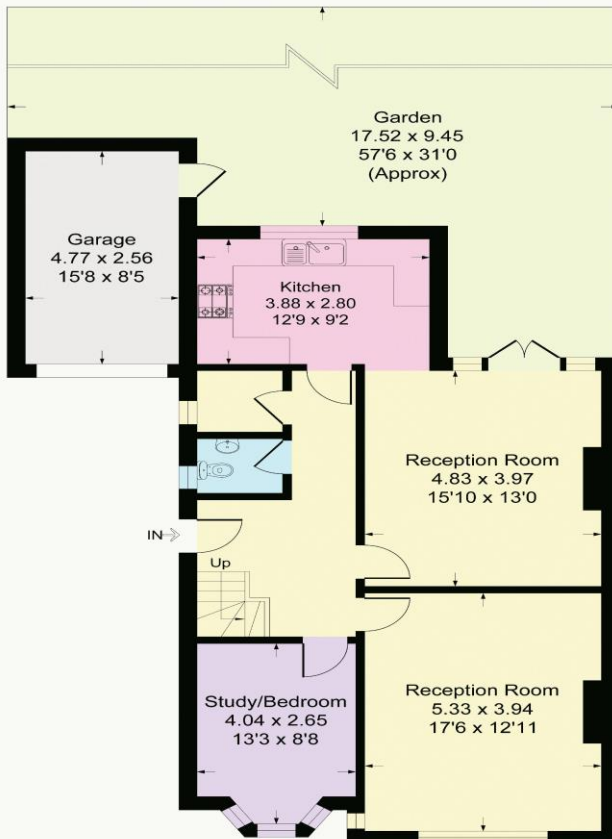 Garden
17.52 x 9.45
57'6 x 31'0
(Approx)
Garage
4.77 x 2.56
15'8 x 8'5
Kitchen
3.88 x 2.80
12'9 x 9'2
Reception Room
4.83 x 3.97
15'10 x 13'0
IN
Up
Study/Bedroom
4.04 x 2.65
13'3 x 8'8
Reception Room
5.33 x 3.94
17'6 x 12'11